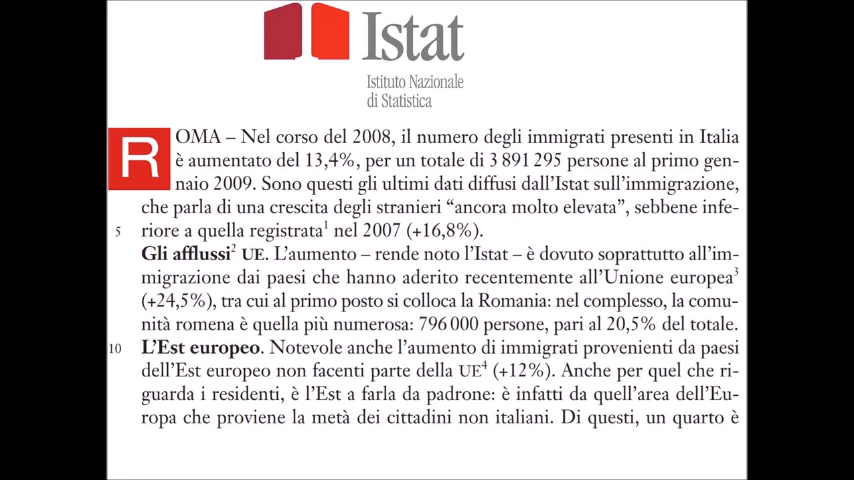 Istat
Istituto Nazionale
di Statistica
ROMA – Nel corso del 2008, il numero degli immigrati presenti in Italia
è aumentato del 13,4%, per un totale di 3 891 295 persone al primo gen-
naio 2009. Sono questi gli ultimi dati diffusi dall'Istat sull'immigrazione,
che parla di una crescita degli stranieri “ancora molto elevata”, sebbene infe-
5 riore a quella registrata¹ nel 2007 (+16,8%).
Gli afflussi² UE. L'aumento – rende noto l'Istat – è dovuto soprattutto all'im-
migrazione dai paesi che hanno aderito recentemente all'Unione europea³
(+24,5%), tra cui al primo posto si colloca la Romania: nel complesso, la comu-
nità romena è quella più numerosa: 796 000 persone, pari al 20,5% del totale.
10 L'Est europeo. Notevole anche l'aumento di immigrati provenienti da paesi
dell'Est europeo non facenti parte della UE⁴ (+12%). Anche per quel che ri-
guarda i residenti, è l'Est a farla da padrone: è infatti da quell'area dell'Eu-
ropa che proviene la metà dei cittadini non italiani. Di questi, un quarto è